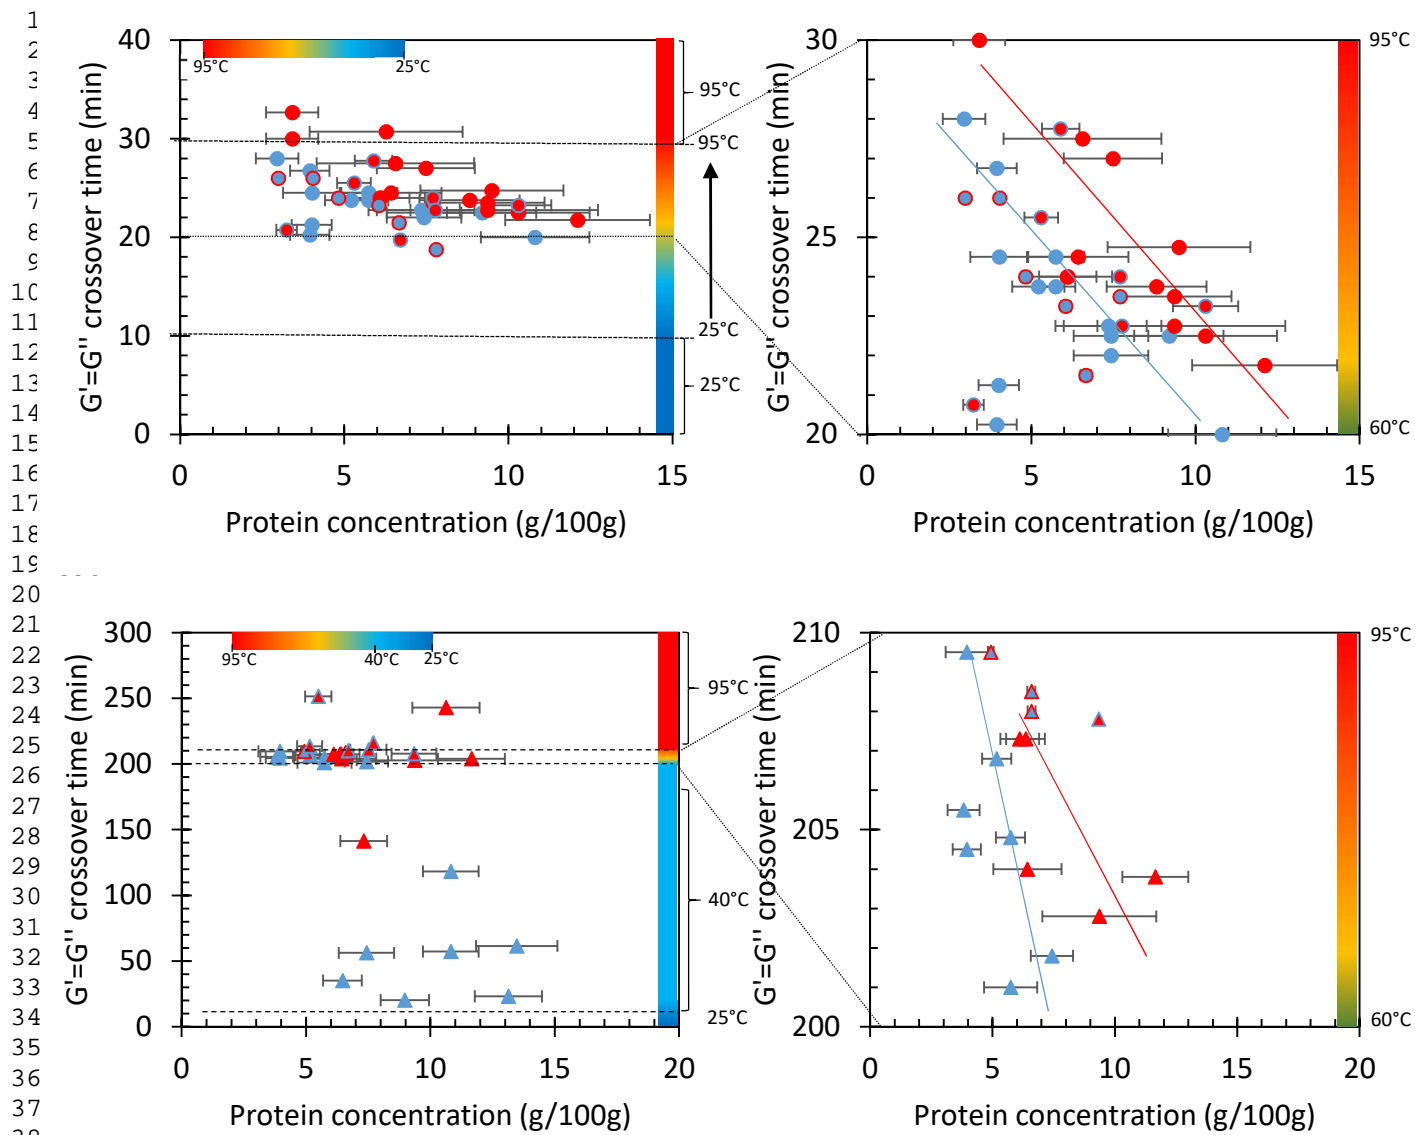 1
2
3
4
5
6
7
8
9
10
11
12
13
14
15
16
17
18
19
20
21
22
23
24
25
26
27
28
29
30
31
32
33
34
35
36
37
G'=G'' crossover time (min)
40
30
20
10
0
95°C
25°C
95°C
95°C
25°C
25°C
0 5 10 15
Protein concentration (g/100g)
G'=G'' crossover time (min)
30
25
20
95°C
60°C
0 5 10 15
Protein concentration (g/100g)
G'=G'' crossover time (min)
300
250
200
150
100
50
0
95°C
40°C
25°C
95°C
40°C
25°C
0 5 10 15 20
Protein concentration (g/100g)
G'=G'' crossover time (min)
210
205
200
95°C
60°C
0 5 10 15 20
Protein concentration (g/100g)